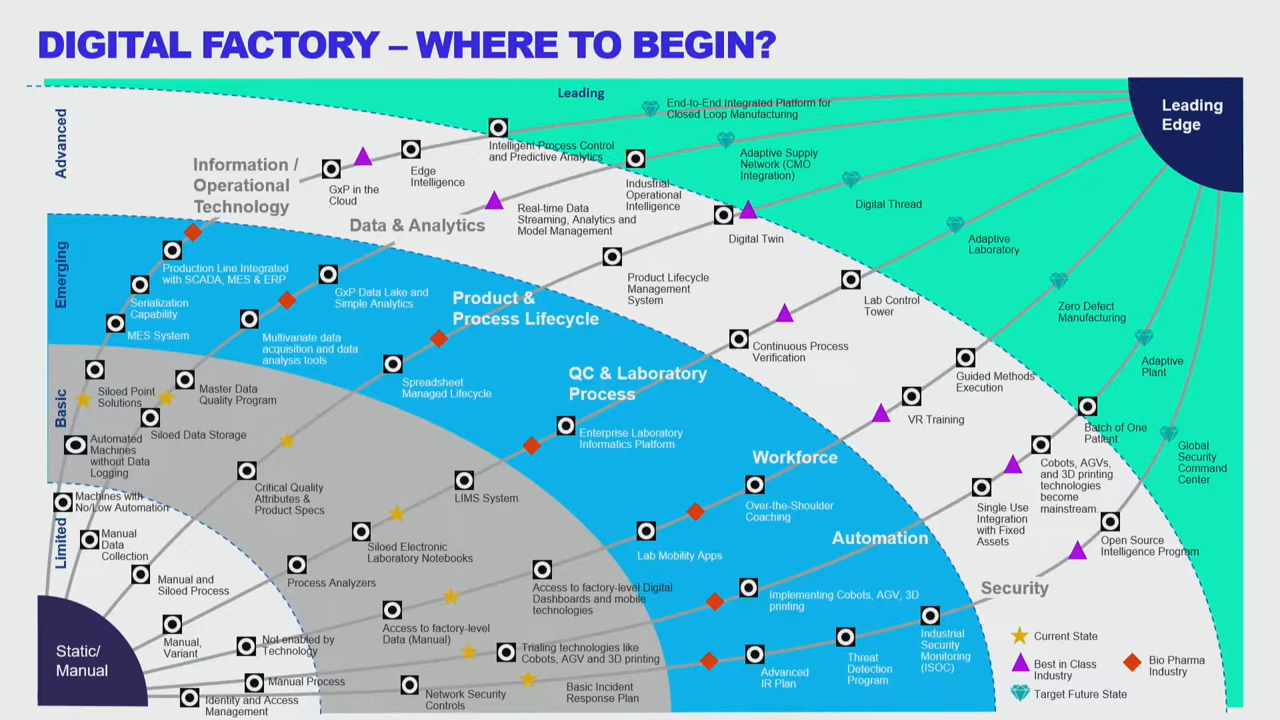 DIGITAL FACTORY – WHERE TO BEGIN?
Leading
Leading
Edge
Advanced
Emerging
Basic
Limited
Static/
Manual
Information /
Operational
Technology
Machines with
No/Low Automation
Automated
Machines
without Data
Logging
Siloed Point
Solutions
MES System
Serialization
Capability
Production Line Integrated
with SCADA, MES & ERP
GxP in the
Cloud
Edge
Intelligence
Intelligent Process Control
and Predictive Analytics
End-to-End Integrated Platform for
Closed Loop Manufacturing
Data & Analytics
Manual
Data
Collection
Siloed Data Storage
Master Data
Quality Program
Multivariate data
acquisition and data
analysis tools
GxP Data Lake and
Simple Analytics
Real-time Data
Streaming, Analytics and
Model Management
Industrial
Operational
Intelligence
Adaptive Supply
Network (CMO
Integration)
Product &
Process Lifecycle
Manual and
Siloed Process
Critical Quality
Attributes &
Product Specs
Spreadsheet
Managed Lifecycle
Product Lifecycle
Management
System
Digital Twin
Digital Thread
QC & Laboratory
Process
Manual,
Variant
Process Analyzers
Siloed Electronic
Laboratory Notebooks
LIMS System
Enterprise Laboratory
Informatics Platform
Continuous Process
Verification
Lab Control
Tower
Adaptive
Laboratory
Workforce
Not enabled by
Technology
Access to factory-level
Data (Manual)
Access to factory-level Digital
Dashboards and mobile
technologies
Lab Mobility Apps
Over-the-Shoulder
Coaching
VR Training
Guided Methods
Execution
Zero Defect
Manufacturing
Automation
Manual Process
Trialing technologies like
Cobots, AGV and 3D printing
Implementing Cobots, AGV, 3D
printing
Single Use
Integration
with Fixed
Assets
Cobots, AGVs,
and 3D printing
technologies
become
mainstream.
Batch of One
Patient
Adaptive
Plant
Security
Identity and Access
Management
Network Security
Controls
Basic Incident
Response Plan
Advanced
IR Plan
Threat
Detection
Program
Industrial
Security
Monitoring
(ISOC)
Open Source
Intelligence Program
Global
Security
Command
Center
Current State
Best in Class
Industry
Bio Pharma
Industry
Target Future State